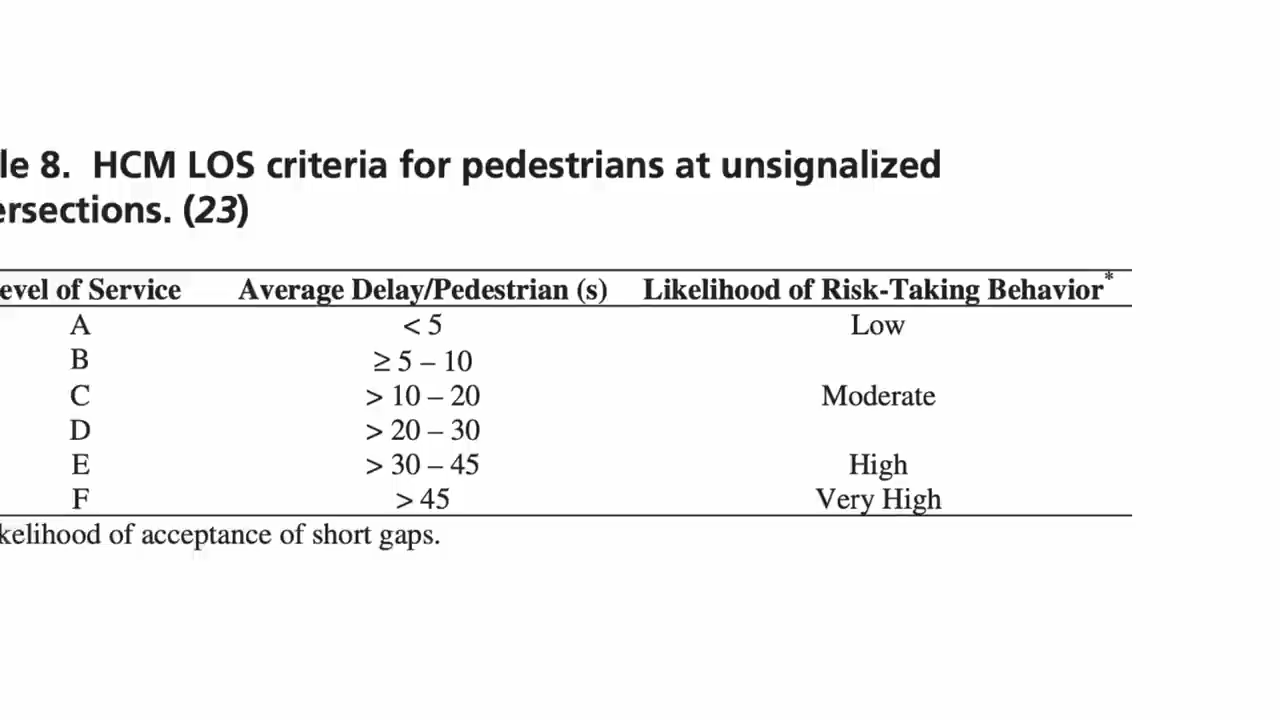 le 8. HCM LOS criteria for pedestrians at unsignalized
ersections. (23)
evel of Service Average Delay/Pedestrian (s) Likelihood of Risk-Taking Behavior*
A < 5 Low
B ≥ 5 – 10
C > 10 – 20 Moderate
D > 20 – 30
E > 30 – 45 High
F > 45 Very High
kelihood of acceptance of short gaps.